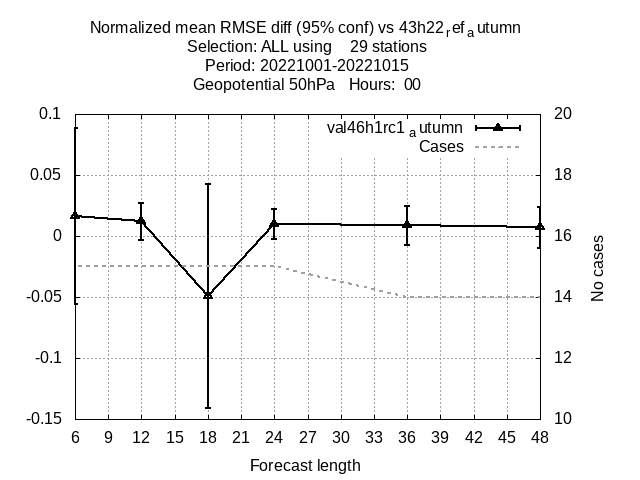 Normalized mean RMSE diff (95% conf) vs 43h22refautumn
Selection: ALL using 29 stations
Period: 20221001-20221015
Geopotential 50hPa Hours: 00
0.1
0.05
0
-0.05
-0.1
-0.15
20
18
16
14
12
10
val46h1rc1autumn
Cases
No cases
6 9 12 15 18 21 24 27 30 33 36 39 42 45 48
Forecast length